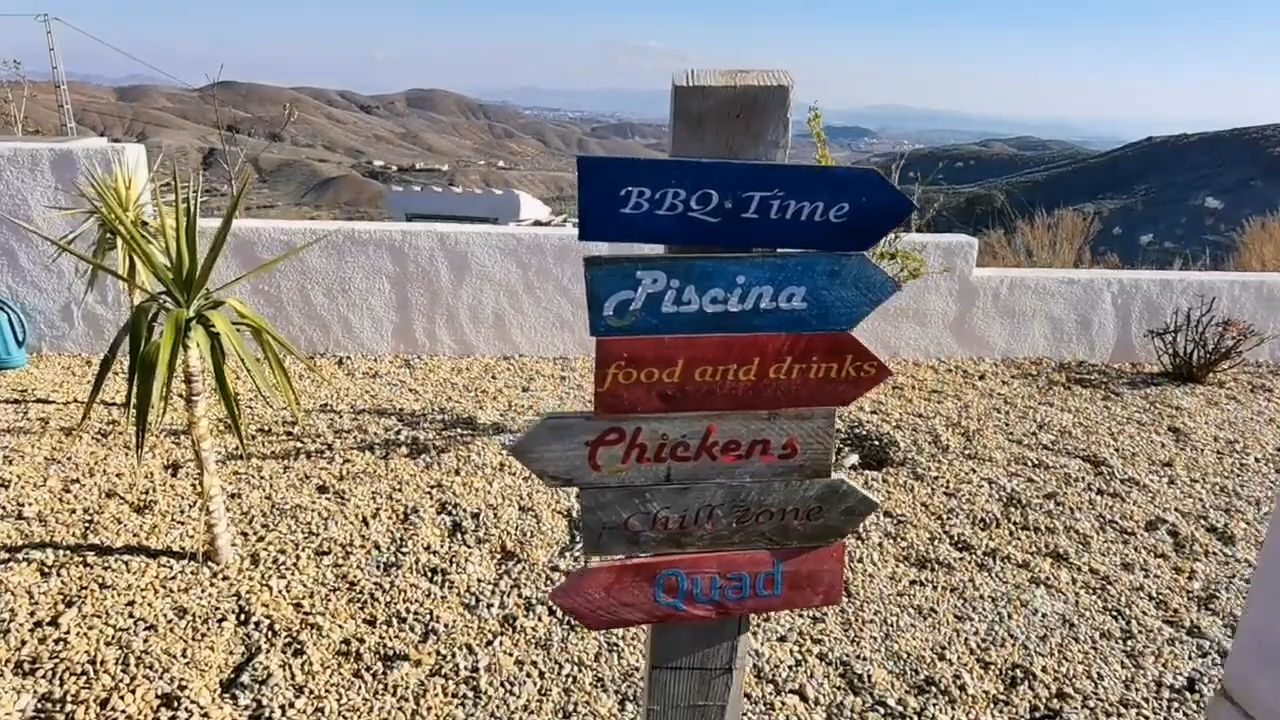 BBQ Time
Piscina
food and drinks
Chickens
Chill zone
Quad